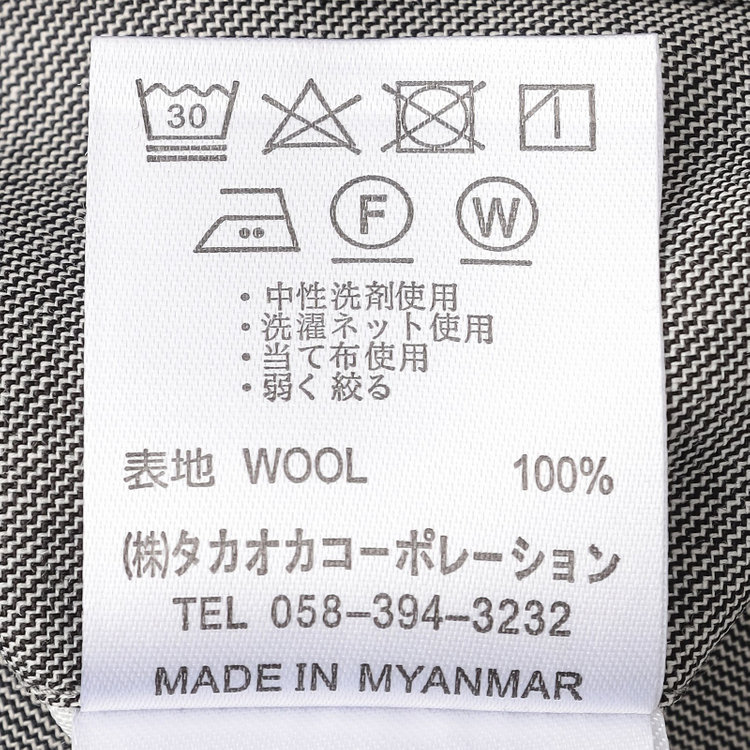 30
F W
・中性洗剤使用
・洗濯ネット使用
・当て布使用
・弱く絞る
表地 WOOL 100%
(株)タカオカコーポレーション
TEL 058-394-3232
MADE IN MYANMAR